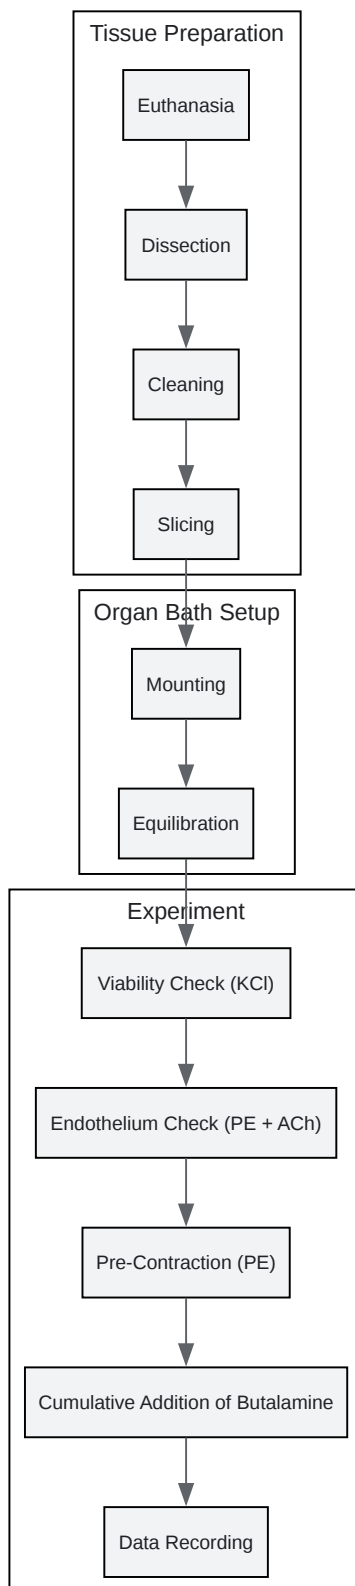 Tissue Preparation
Euthanasia
Dissection
Cleaning
Slicing
Organ Bath Setup
Mounting
Equilibration
Experiment
Viability Check (KCl)
Endothelium Check (PE + ACh)
Pre-Contraction (PE)
Cumulative Addition of Butalamine
Data Recording